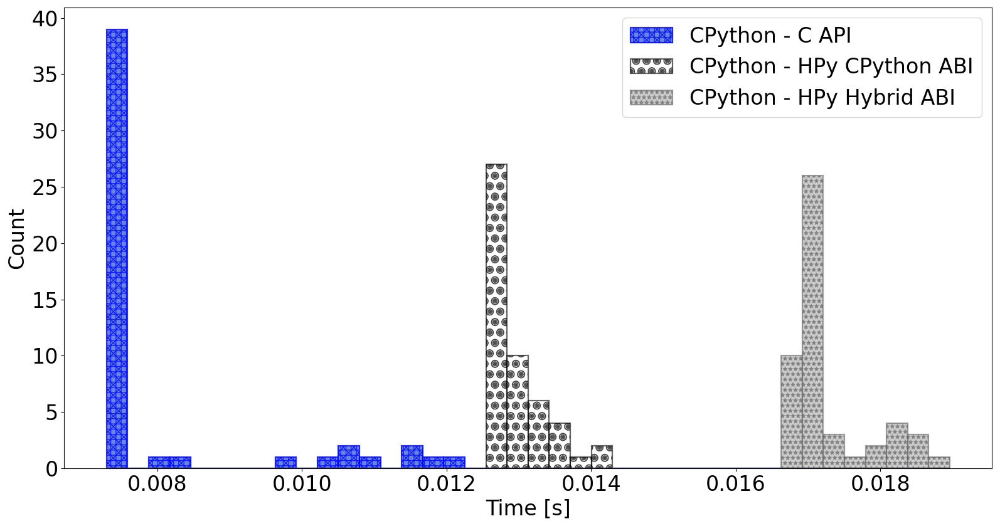 CPython - C API
CPython - HPy CPython ABI
CPython - HPy Hybrid ABI
Count
40
35
30
25
20
15
10
5
0
0.008 0.010 0.012 0.014 0.016 0.018
Time [s]